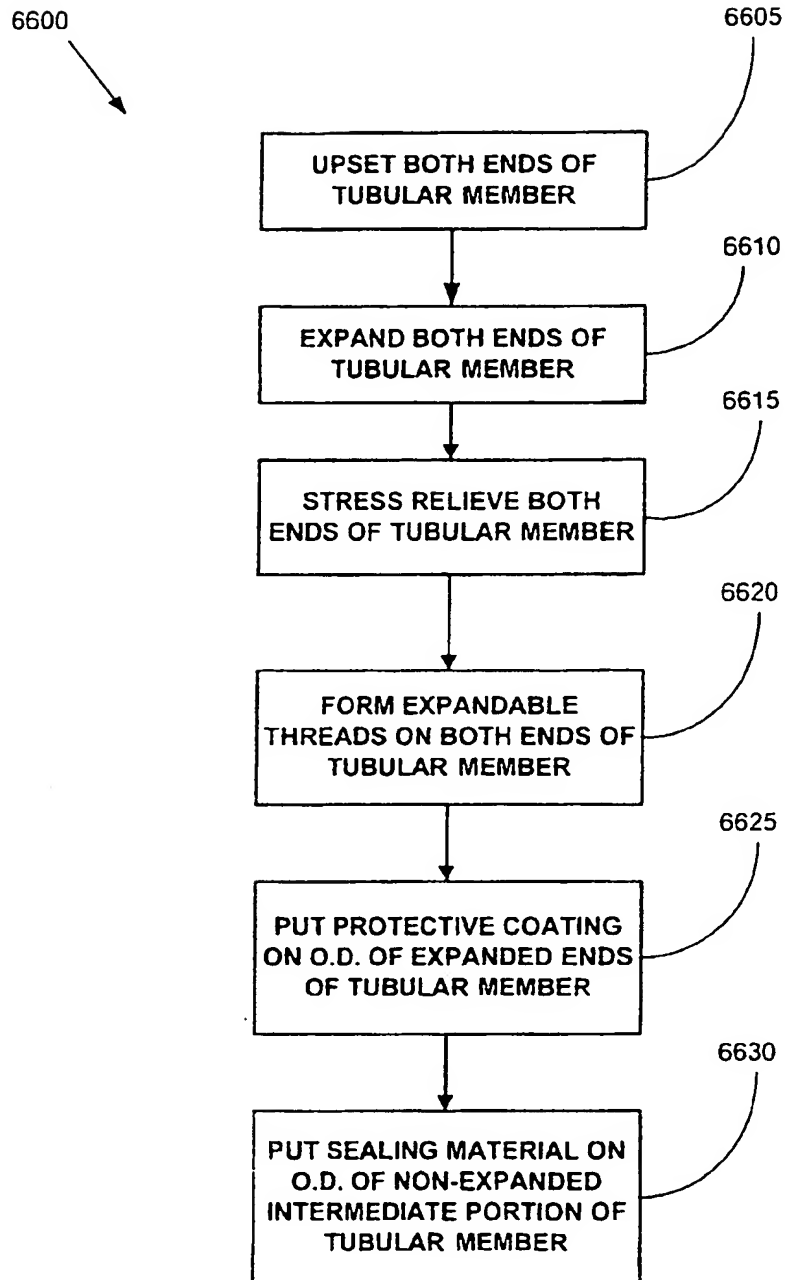 6600
6605
UPSET BOTH ENDS OF
TUBULAR MEMBER
6610
EXPAND BOTH ENDS OF
TUBULAR MEMBER
6615
STRESS RELIEVE BOTH
ENDS OF TUBULAR MEMBER
6620
FORM EXPANDABLE
THREADS ON BOTH ENDS OF
TUBULAR MEMBER
6625
PUT PROTECTIVE COATING
ON O.D. OF EXPANDED ENDS
OF TUBULAR MEMBER
6630
PUT SEALING MATERIAL ON
O.D. OF NON-EXPANDED
INTERMEDIATE PORTION OF
TUBULAR MEMBER